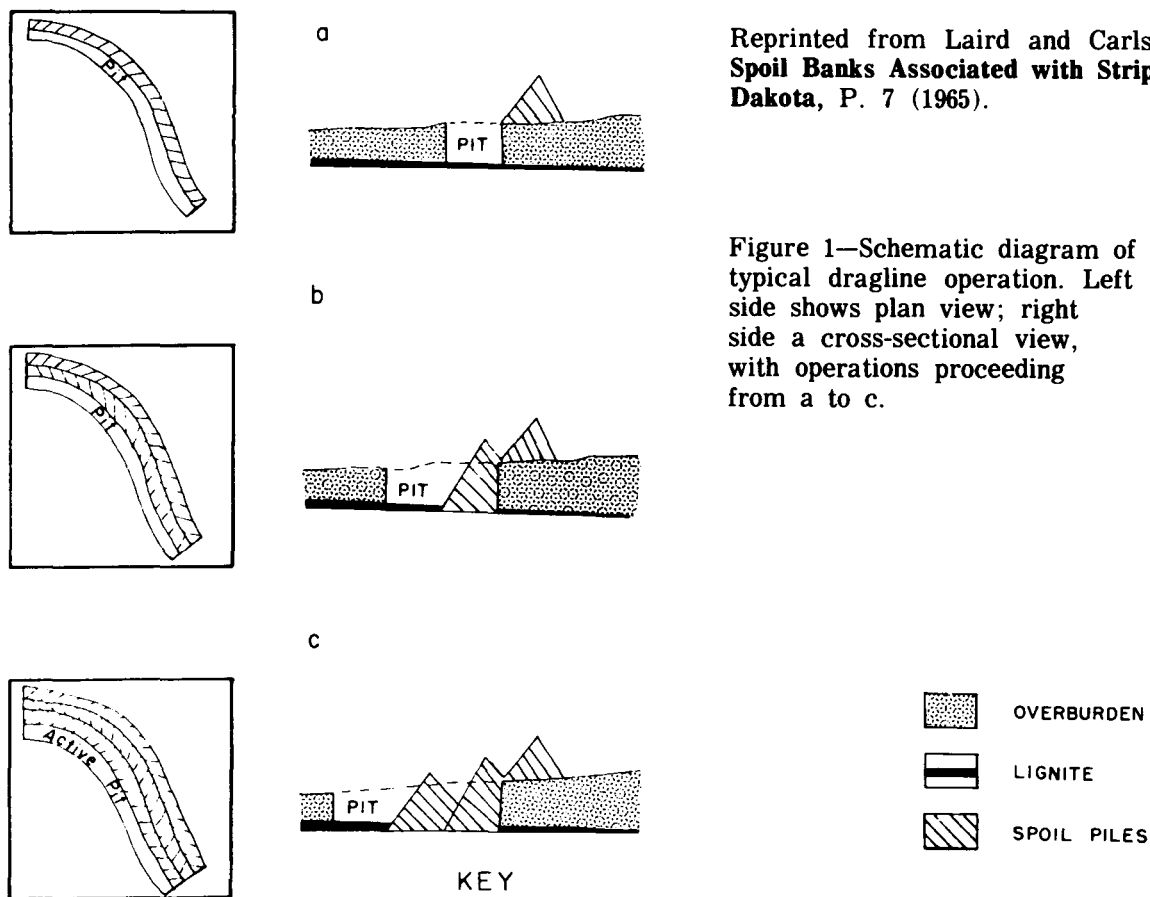 a
Reprinted from Laird and Carls
Spoil Banks Associated with Strip
Dakota, P. 7 (1965).
Pit
PIT
Figure 1—Schematic diagram of
typical dragline operation. Left
side shows plan view; right
side a cross-sectional view,
with operations proceeding
from a to c.
b
Pit
PIT
c
Active Pit
PIT
OVERBURDEN
LIGNITE
SPOIL PILES
KEY